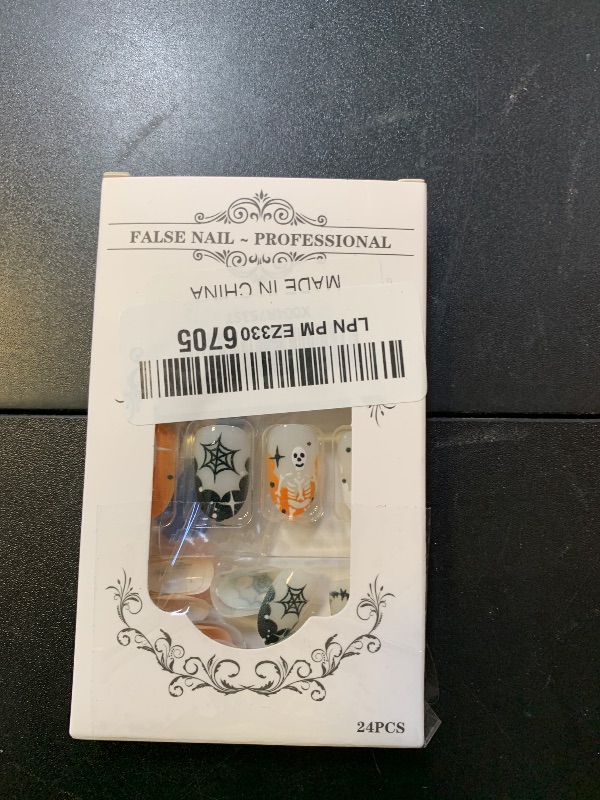 FALSE NAIL ~ PROFESSIONAL
MADE IN CHINA
LPN PM EZ330 6705
24PCS